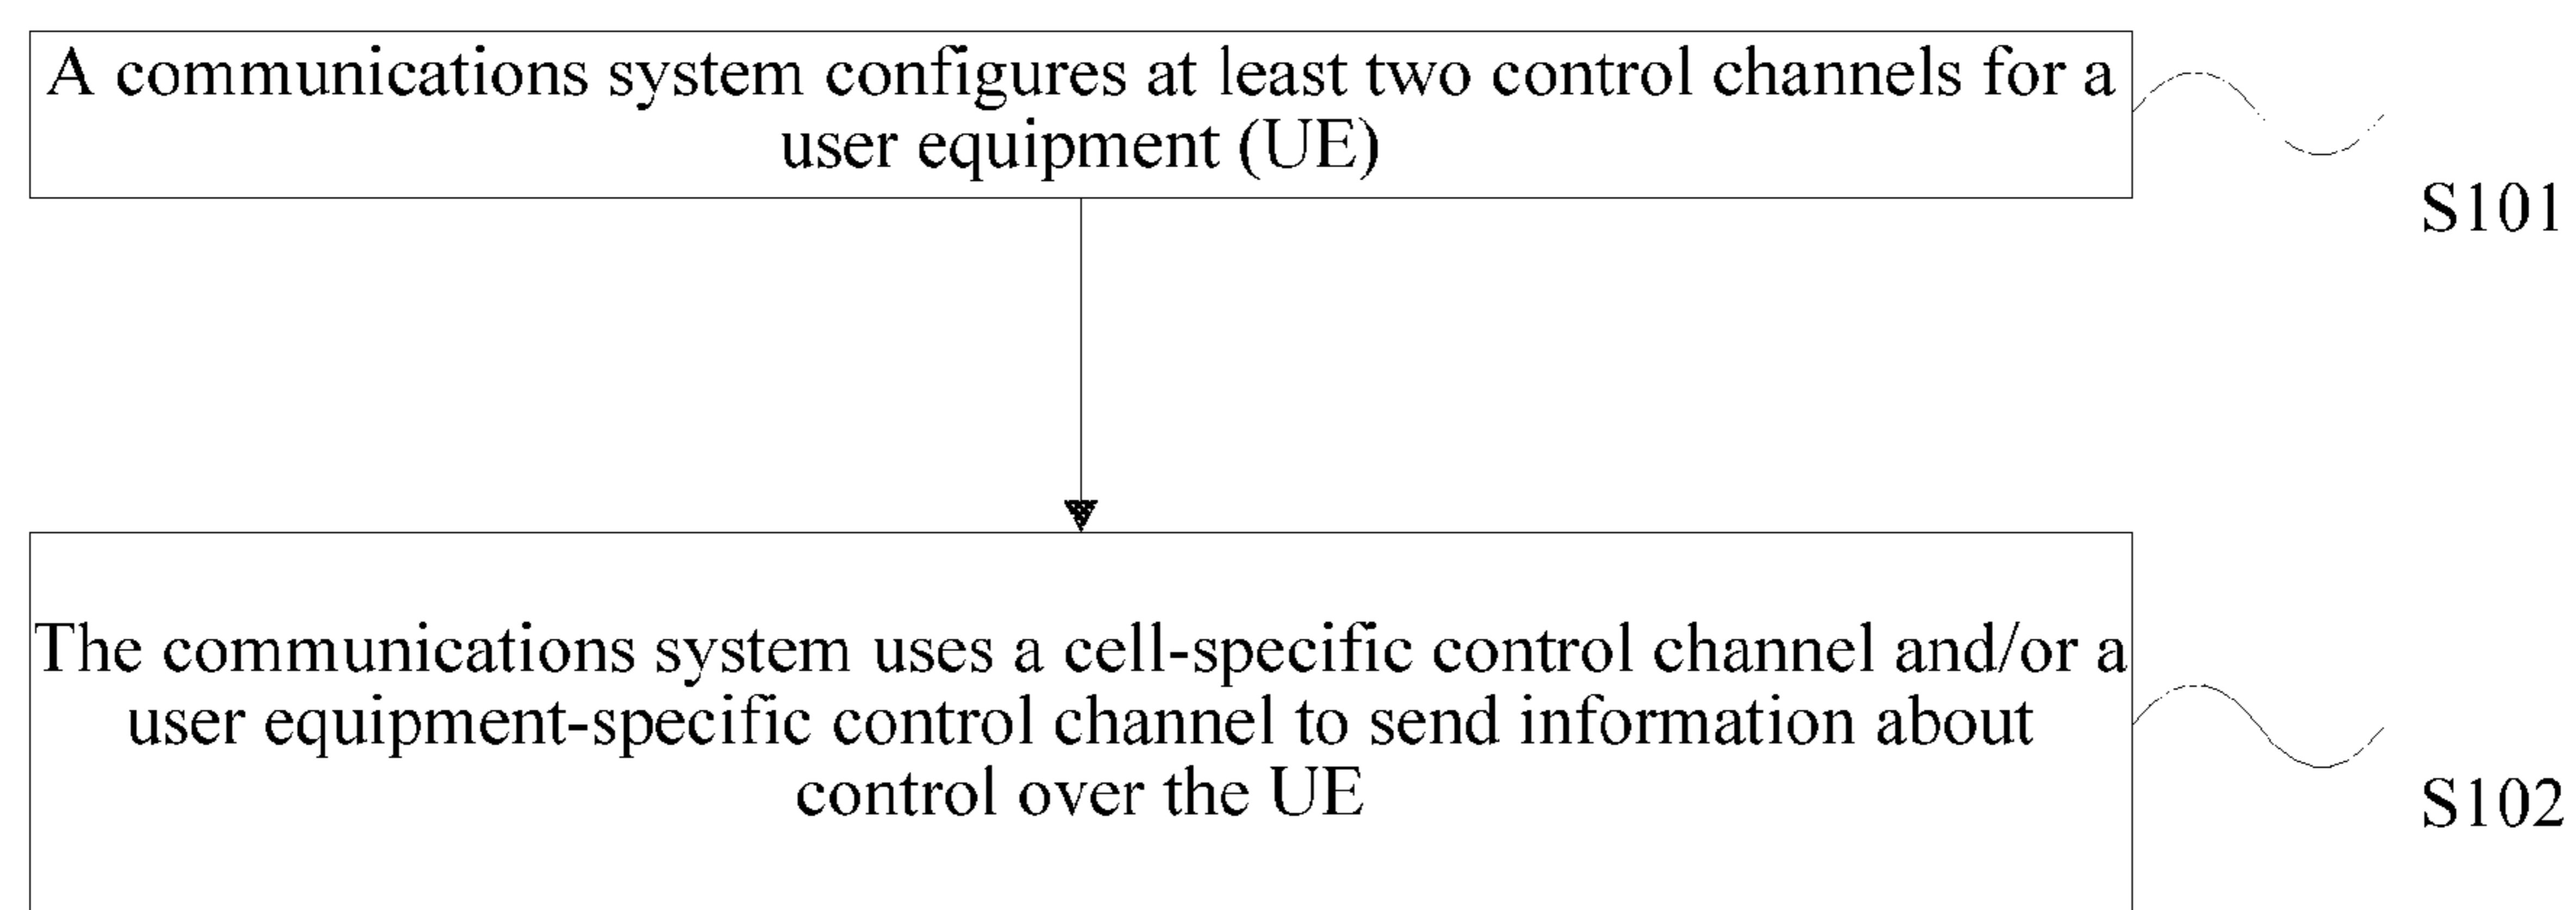 A communications system configures at least two control channels for a
user equipment (UE)
S101
The communications system uses a cell-specific control channel and/or a
user equipment-specific control channel to send information about
control over the UE
S102